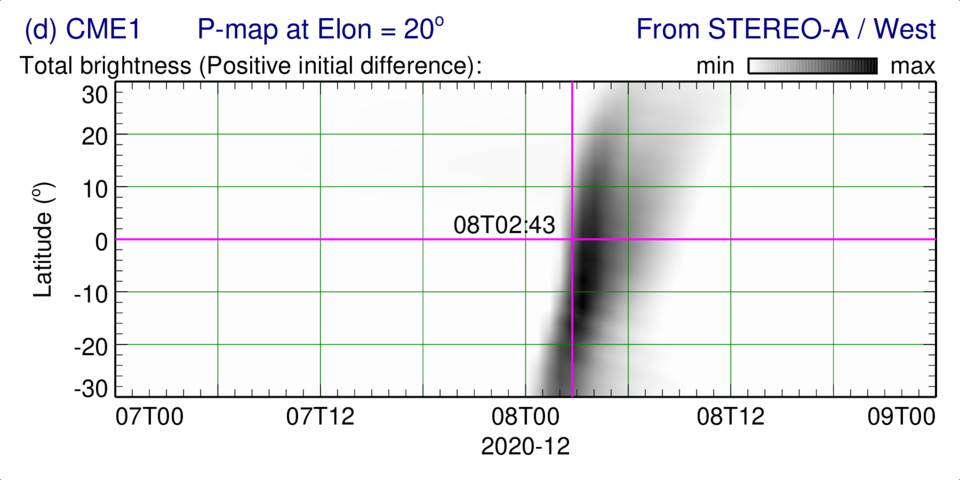 (d) CME1 P-map at Elon = 20° From STEREO-A / West
Total brightness (Positive initial difference): min max
30
20
10
08T02:43
0
-10
-20
-30
Latitude (°)
07T00 07T12 08T00 08T12 09T00
2020-12